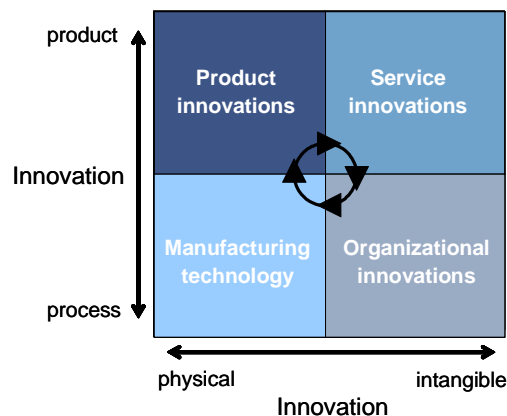 product
Product
innovations
Service
innovations
Innovation
Manufacturing
technology
Organizational
innovations
process
physical
intangible
Innovation